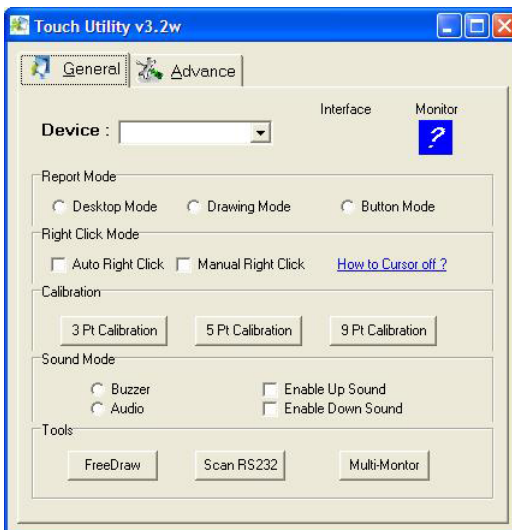 Touch Utility v3.2w
General Advance
Interface Monitor
Device :
?
Report Mode
Desktop Mode Drawing Mode Button Mode
Right Click Mode
Auto Right Click Manual Right Click How to Cursor off ?
Calibration
3 Pt Calibration 5 Pt Calibration 9 Pt Calibration
Sound Mode
Buzzer Enable Up Sound
Audio Enable Down Sound
Tools
FreeDraw Scan RS232 Multi-Montor